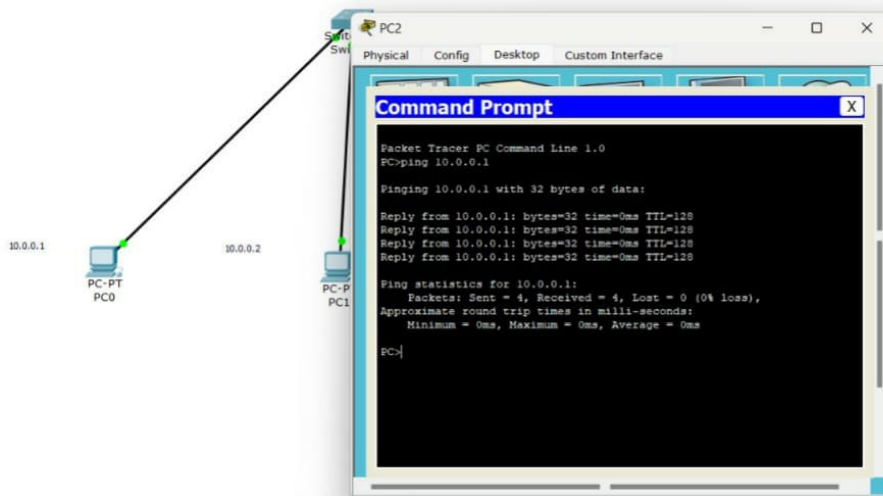 Swit
Swi
10.0.0.1
PC-PT
PC0
10.0.0.2
PC-P
PC1
PC2
Physical Config Desktop Custom Interface
Command Prompt X
Packet Tracer PC Command Line 1.0
PC>ping 10.0.0.1
Pinging 10.0.0.1 with 32 bytes of data:
Reply from 10.0.0.1: bytes=32 time=0ms TTL=128
Reply from 10.0.0.1: bytes=32 time=0ms TTL=128
Reply from 10.0.0.1: bytes=32 time=0ms TTL=128
Reply from 10.0.0.1: bytes=32 time=0ms TTL=128
Ping statistics for 10.0.0.1:
Packets: Sent = 4, Received = 4, Lost = 0 (0% loss),
Approximate round trip times in milli-seconds:
Minimum = 0ms, Maximum = 0ms, Average = 0ms
PC>